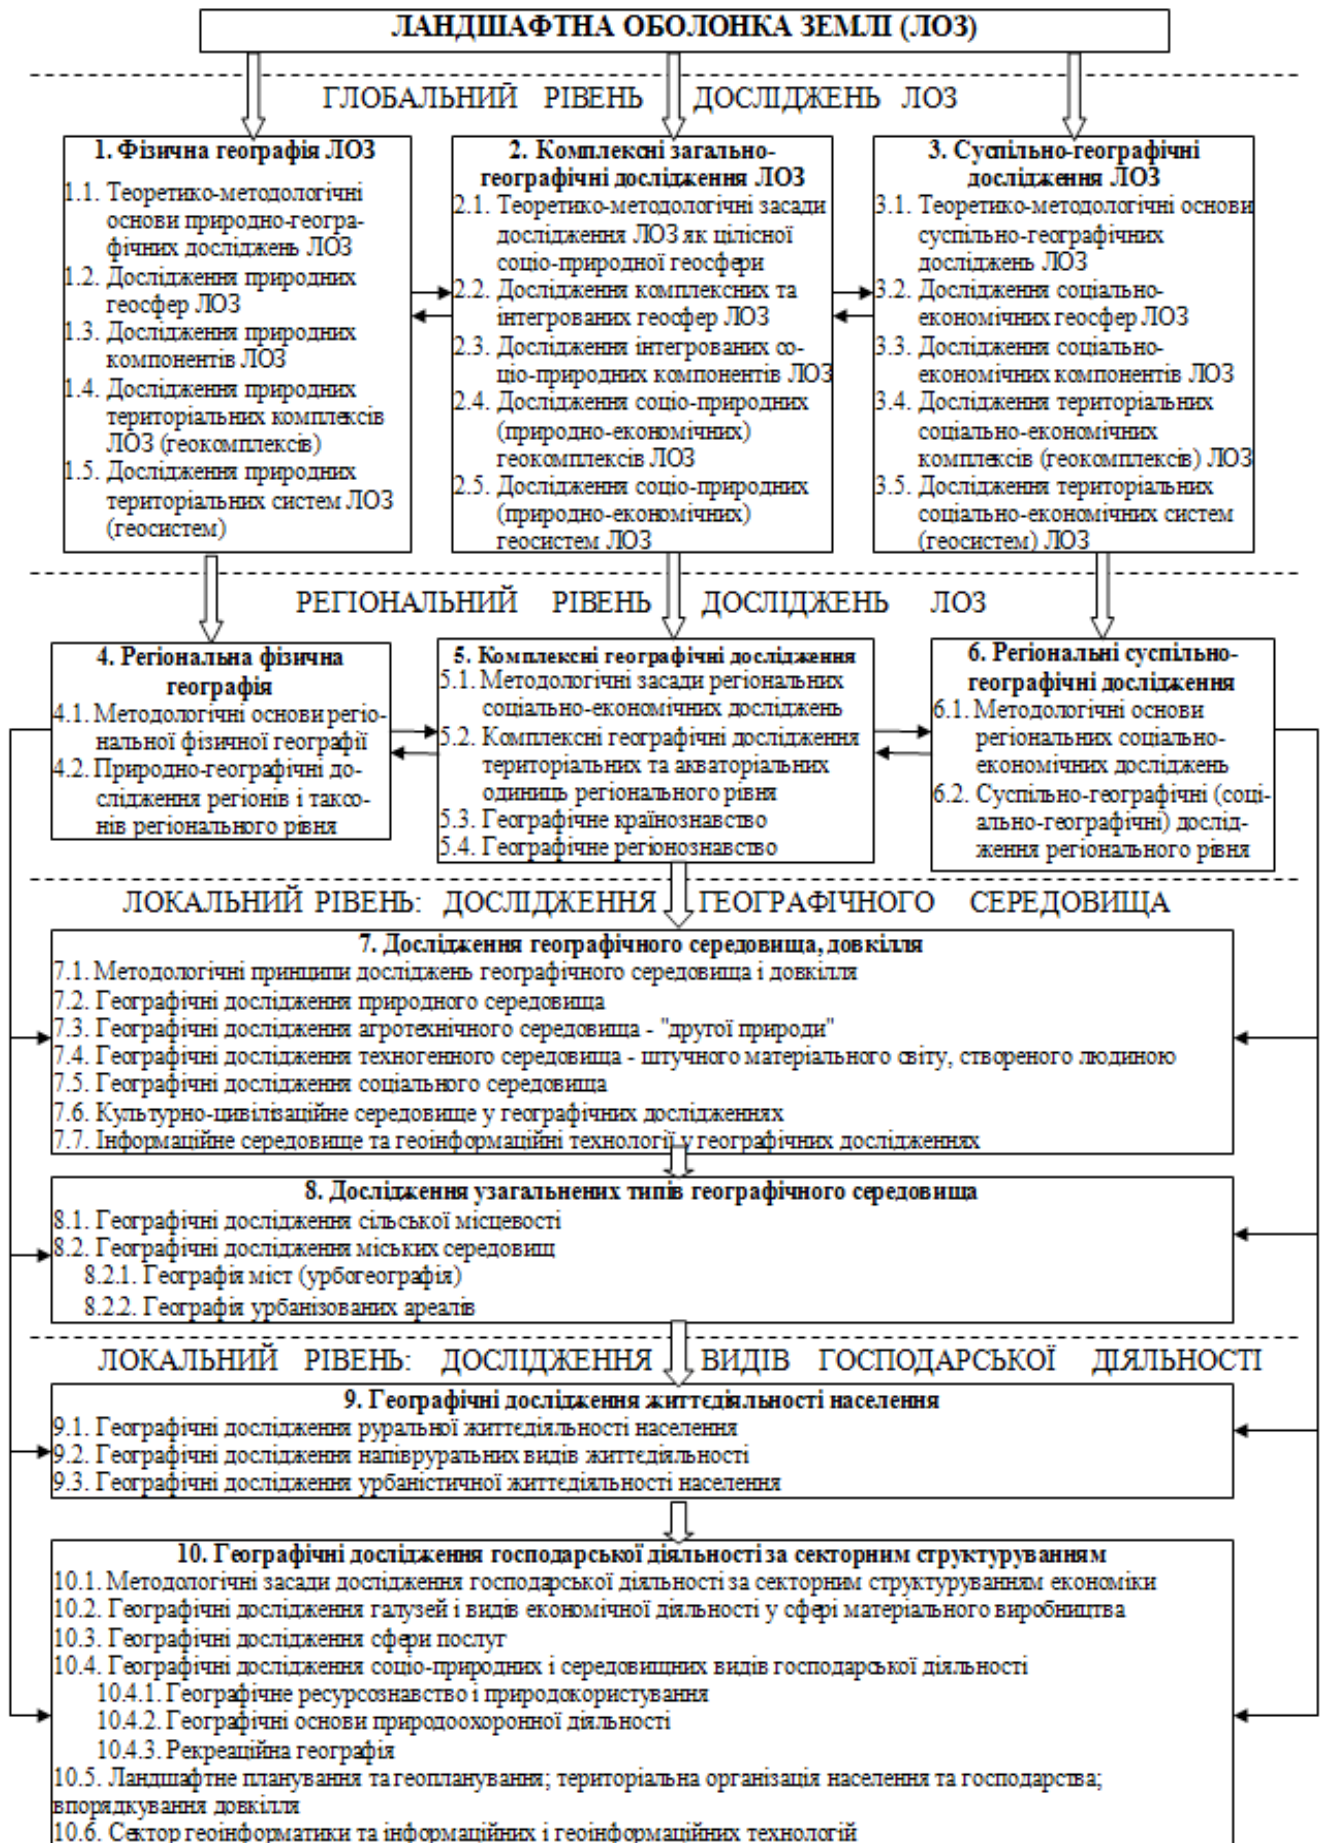 ЛАНДШАФТНА ОБОЛОНКА ЗЕМЛІ (ЛОЗ)
ГЛОБАЛЬНИЙ РІВЕНЬ ДОСЛІДЖЕНЬ ЛОЗ
1. Фізична географія ЛОЗ
1.1. Теоретико-методологічні
основи природно-геогра-
фічних досліджень ЛОЗ
1.2. Дослідження природних
геосфер ЛОЗ
1.3. Дослідження природних
компонентів ЛОЗ
1.4. Дослідження природних
територіальних комплексів
ЛОЗ (геокомплексів)
1.5. Дослідження природних
територіальних систем ЛОЗ
(геосистем)
2. Комплексні загально-
географічні дослідження ЛОЗ
2.1. Теоретико-методологічні засади
дослідження ЛОЗ як цілісної
соціо-природної геосфери
2.2. Дослідження комплексних та
інтегрованих геосфер ЛОЗ
2.3. Дослідження інтегрованих со-
ціо-природних компонентів ЛОЗ
2.4. Дослідження соціо-природних
(природно-економічних)
геокомплексів ЛОЗ
2.5. Дослідження соціо-природних
(природно-економічних)
геосистем ЛОЗ
3. Суспільно-географічні
дослідження ЛОЗ
3.1. Теоретико-методологічні основи
суспільно-географічних
досліджень ЛОЗ
3.2. Дослідження соціально-
економічних геосфер ЛОЗ
3.3. Дослідження соціально-
економічних компонентів ЛОЗ
3.4. Дослідження територіальних
соціально-економічних
комплексів (геокомплексів) ЛОЗ
3.5. Дослідження територіальних
соціально-економічних систем
(геосистем) ЛОЗ
РЕГІОНАЛЬНИЙ РІВЕНЬ ДОСЛІДЖЕНЬ ЛОЗ
4. Регіональна фізична
географія
4.1. Методологічні основи регіо-
нальної фізичної географії
4.2. Природно-географічні до-
слідження регіонів і таксо-
нів регіонального рівня
5. Комплексні географічні дослідження
5.1. Методологічні засади регіональних
соціально-економічних досліджень
5.2. Комплексні географічні дослідження
територіальних та акваторіальних
одиниць регіонального рівня
5.3. Географічне країнознавство
5.4. Географічне регіонознавство
6. Регіональні суспільно-
географічні дослідження
6.1. Методологічні основи
регіональних соціально-
економічних досліджень
6.2. Суспільно-географічні (соці-
ально-географічні) дослід-
ження регіонального рівня
ЛОКАЛЬНИЙ РІВЕНЬ: ДОСЛІДЖЕННЯ ГЕОГРАФІЧНОГО СЕРЕДОВИЩА
7. Дослідження географічного середовища, довкілля
7.1. Методологічні принципи досліджень географічного середовища і довкілля
7.2. Географічні дослідження природного середовища
7.3. Географічні дослідження агротехнічного середовища - "другої природи"
7.4. Географічні дослідження техногенного середовища - штучного матеріального світу, створеного людиною
7.5. Географічні дослідження соціального середовища
7.6. Культурно-цивілізаційне середовище у географічних дослідженнях
7.7. Інформаційне середовище та геоінформаційні технології у географічних дослідженнях
8. Дослідження узагальнених типів географічного середовища
8.1. Географічні дослідження сільської місцевості
8.2. Географічні дослідження міських середовищ
8.2.1. Географія міст (урбогеографія)
8.2.2. Географія урбанізованих ареалів
ЛОКАЛЬНИЙ РІВЕНЬ: ДОСЛІДЖЕННЯ ВИДІВ ГОСПОДАРСЬКОЇ ДІЯЛЬНОСТІ
9. Географічні дослідження життєдіяльності населення
9.1. Географічні дослідження руральної життєдіяльності населення
9.2. Географічні дослідження напівруральних видів життєдіяльності
9.3. Географічні дослідження урбаністичної життєдіяльності населення
10. Географічні дослідження господарської діяльності за секторним структуруванням
10.1. Методологічні засади дослідження господарської діяльності за секторним структуруванням економіки
10.2. Географічні дослідження галузей і видів економічної діяльності у сфері матеріального виробництва
10.3. Географічні дослідження сфери послуг
10.4. Географічні дослідження соціо-природних і середовищних видів господарської діяльності
10.4.1. Географічне ресурсознавство і природокористування
10.4.2. Географічні основи природоохоронної діяльності
10.4.3. Рекреаційна географія
10.5. Ландшафтне планування та геопланування; територіальна організація населення та господарства;
впорядкування довкілля
10.6. Сектор геоінформатики та інформаційних і геоінформаційних технологій